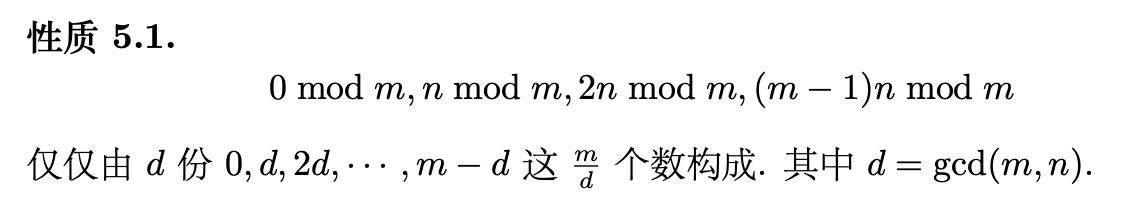 性质 5.1.
0 mod m, n mod m, 2n mod m, (m − 1)n mod m
仅仅由 d 份 0, d, 2d, ⋯ , m − d 这 m/d 个数构成. 其中 d = gcd(m, n).